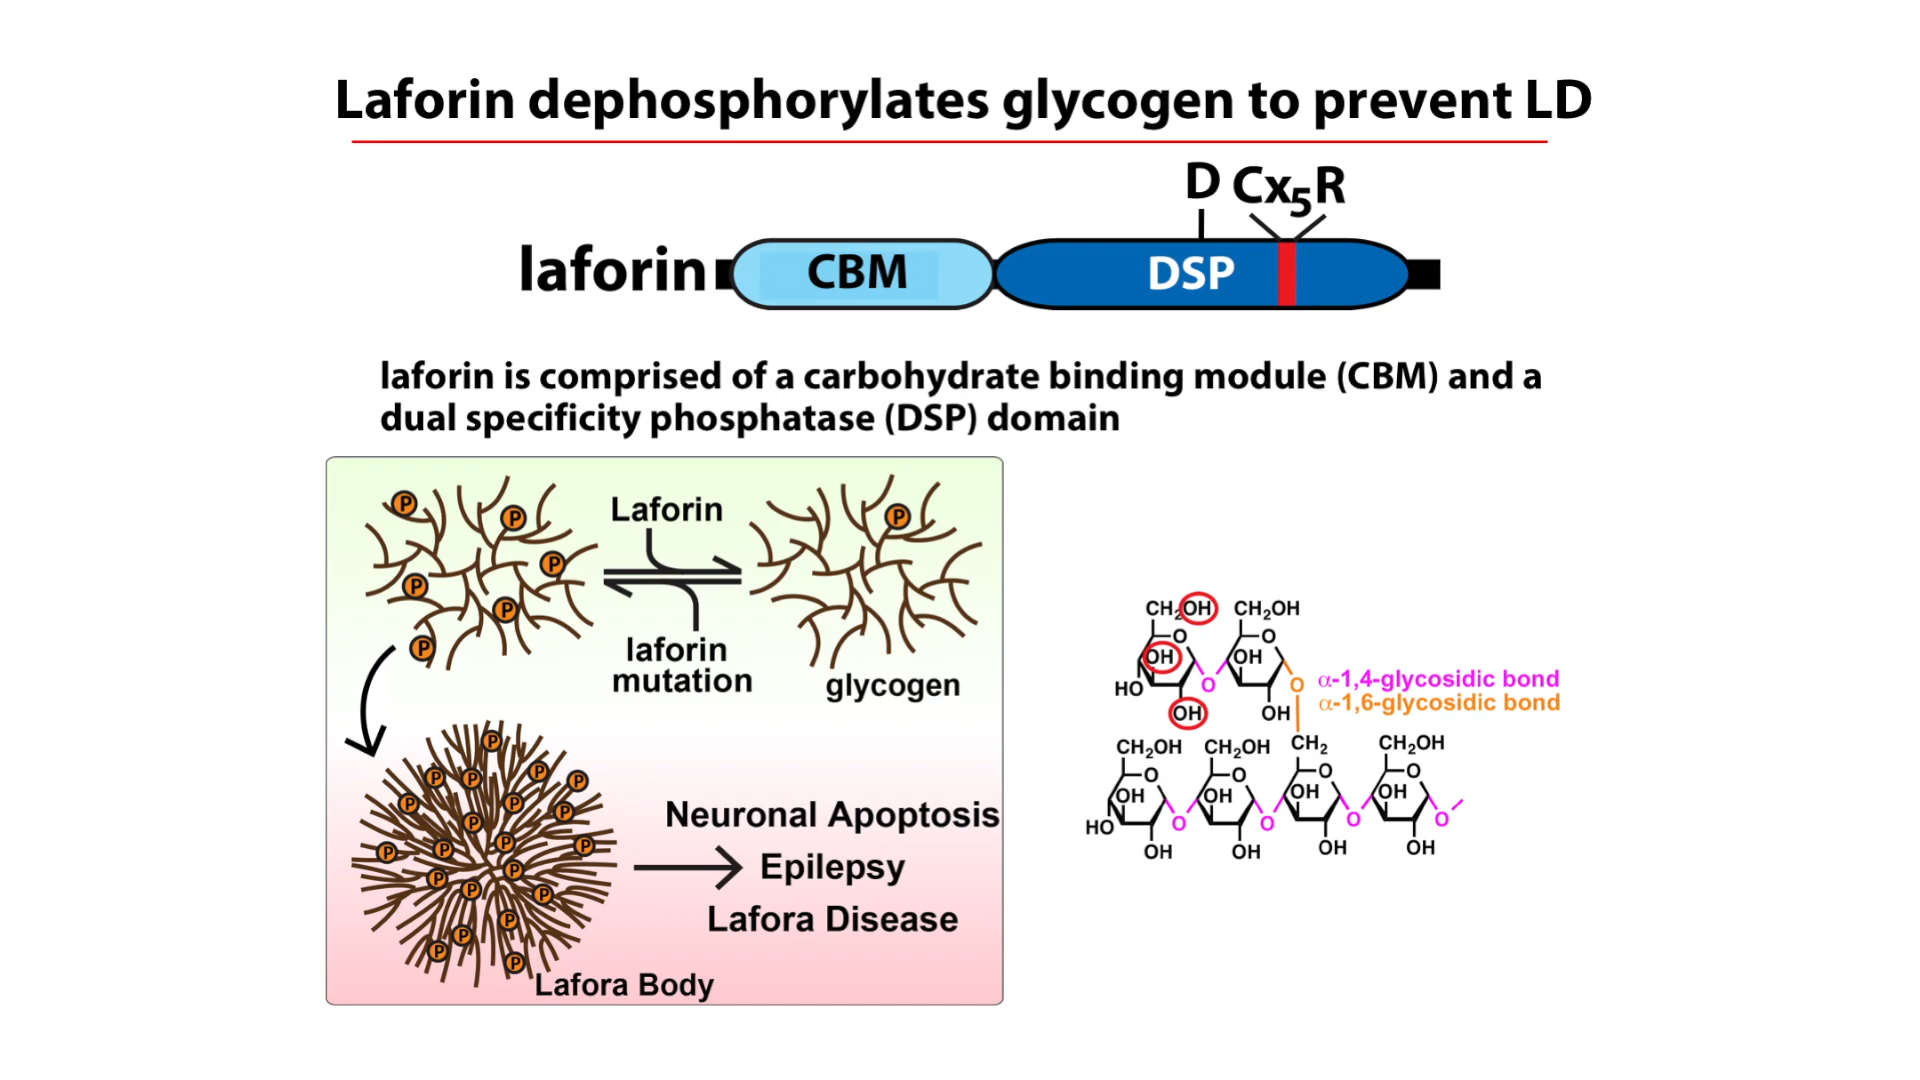 Laforin dephosphorylates glycogen to prevent LD
D Cx5R
laforin CBM DSP
laforin is comprised of a carbohydrate binding module (CBM) and a
dual specificity phosphatase (DSP) domain
P P P P P P
Laforin
laforin
mutation
P
glycogen
P P P P P P P P P P P P P P P P P P P P P
Neuronal Apoptosis
Epilepsy
Lafora Disease
Lafora Body
CH2OH CH2OH
O O
OH OH
HO O O
OH OH
α-1,4-glycosidic bond
α-1,6-glycosidic bond
CH2OH CH2OH CH2 CH2OH
O O O O
OH OH OH OH
HO O O O O
OH OH OH OH